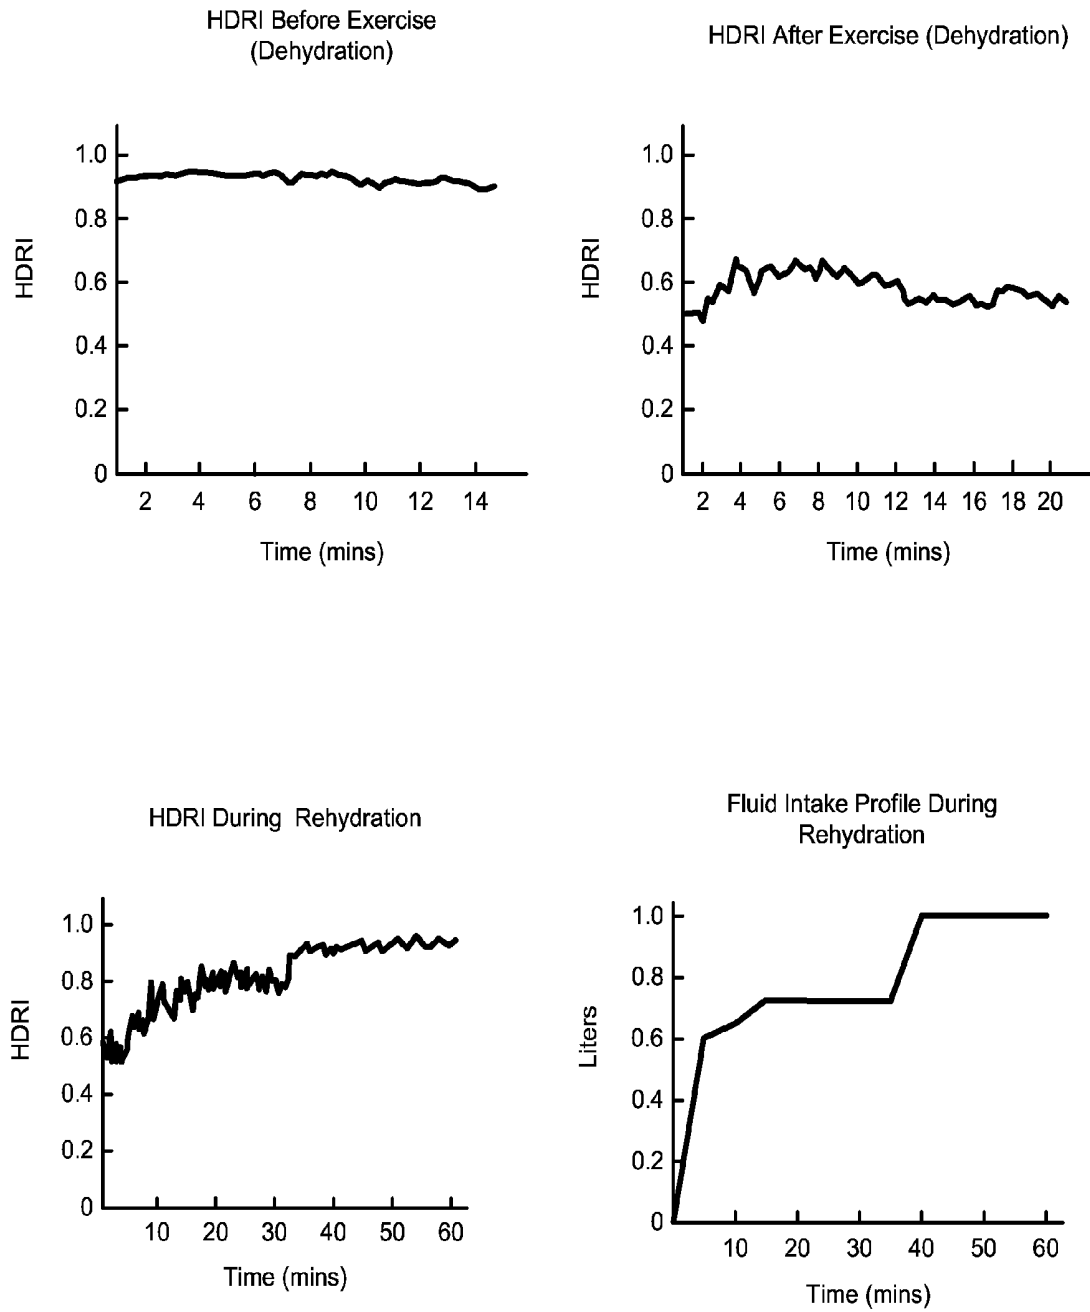 HDRI Before Exercise
(Dehydration)
1.0
0.8
0.6
0.4
0.2
0
HDRI
2 4 6 8 10 12 14
Time (mins)
HDRI After Exercise (Dehydration)
1.0
0.8
0.6
0.4
0.2
0
HDRI
2 4 6 8 10 12 14 16 18 20
Time (mins)
HDRI During Rehydration
1.0
0.8
0.6
0.4
0.2
0
HDRI
10 20 30 40 50 60
Time (mins)
Fluid Intake Profile During
Rehydration
1.0
0.8
0.6
0.4
0.2
0
Liters
10 20 30 40 50 60
Time (mins)